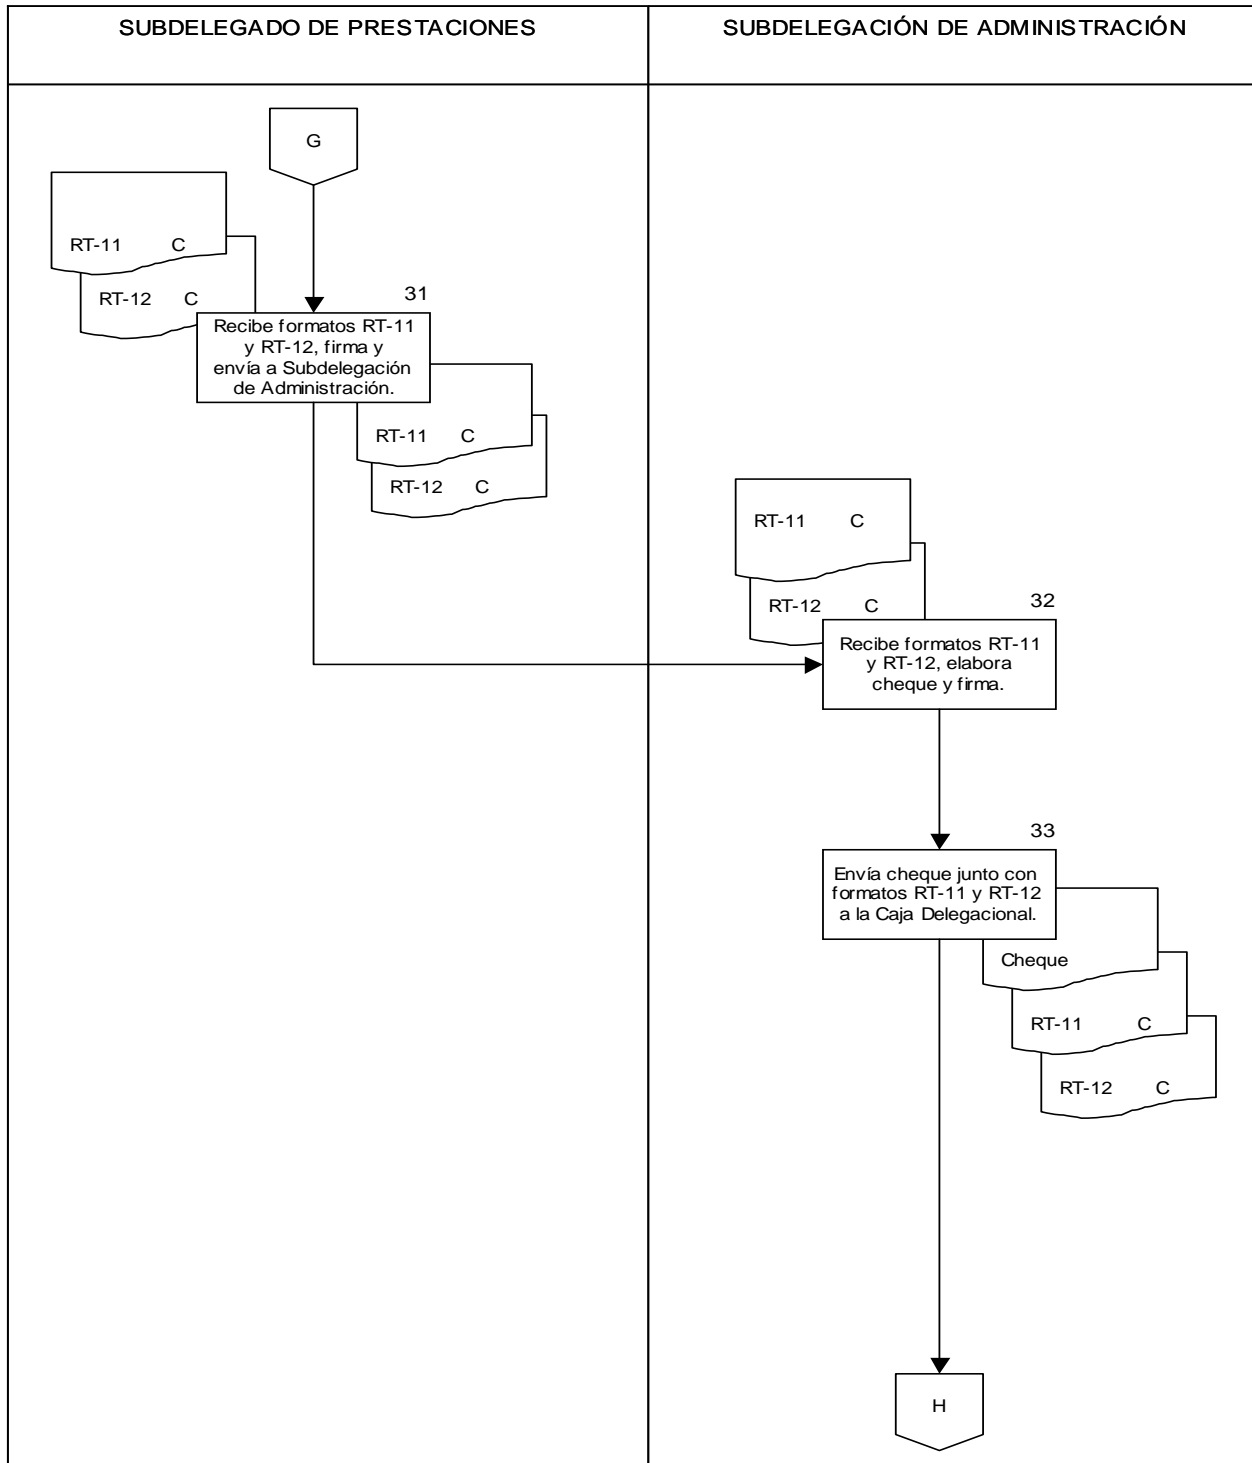 SUBDELEGADO DE PRESTACIONES
SUBDELEGACIÓN DE ADMINISTRACIÓN
G
RT-11 C
RT-12 C
31
Recibe formatos RT-11
y RT-12, firma y
envía a Subdelegación
de Administración.
RT-11 C
RT-12 C
RT-11 C
RT-12 C
32
Recibe formatos RT-11
y RT-12, elabora
cheque y firma.
33
Envía cheque junto con
formatos RT-11 y RT-12
a la Caja Delegacional.
Cheque
RT-11 C
RT-12 C
H